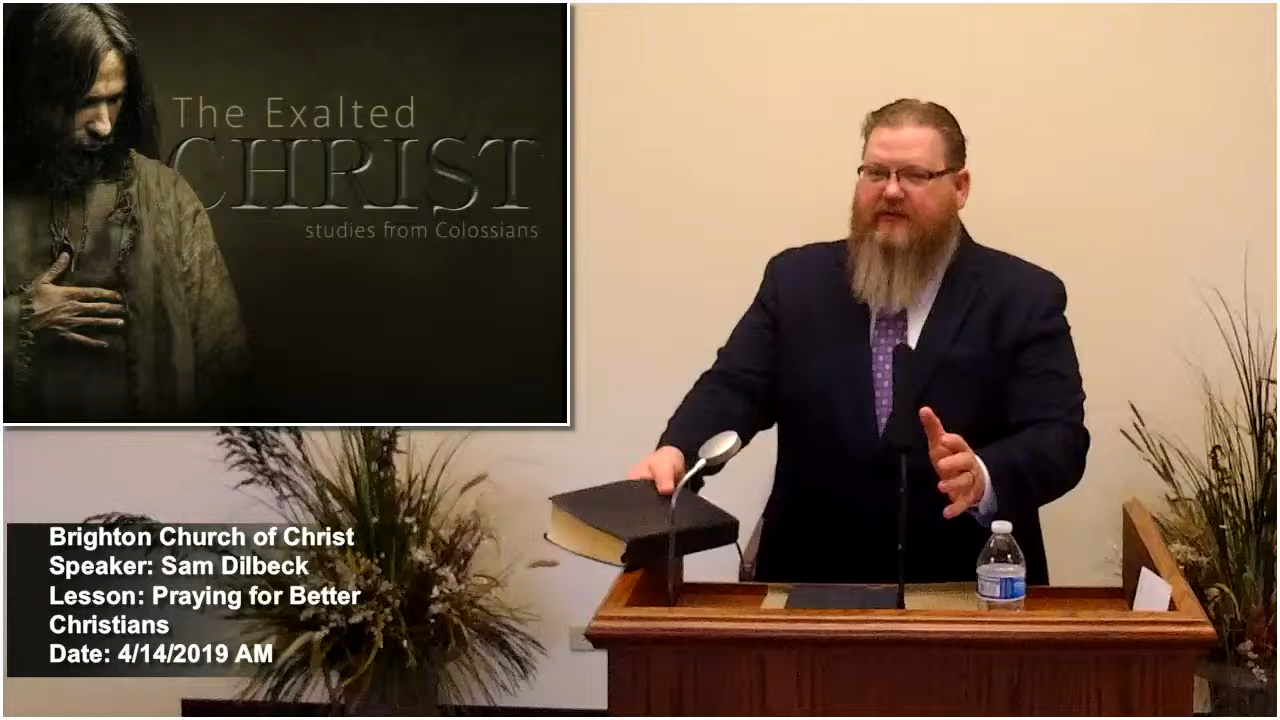 The Exalted
CHRIST
studies from Colossians
Brighton Church of Christ
Speaker: Sam Dilbeck
Lesson: Praying for Better
Christians
Date: 4/14/2019 AM